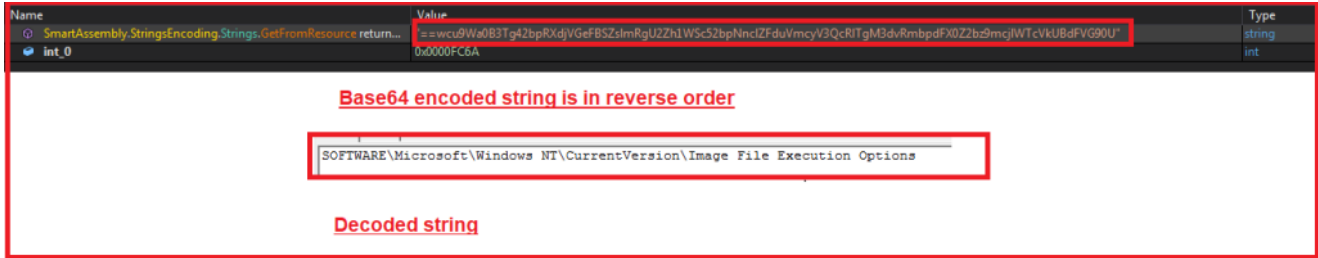 Name Value Type
SmartAssembly.StringsEncoding.Strings.GetFromResource return... "==wcu9Wa0B3Tg42bpRXdjVGeFBSZslmRgU2Zh1WSc52bpNnclZFduVmcyV3QcRlTgM3dvRmbpdFX0Z2bz9mcjlWTcVkUBdFVG90U" string
int_0 0x0000FC6A int
Base64 encoded string is in reverse order
SOFTWARE\Microsoft\Windows NT\CurrentVersion\Image File Execution Options
Decoded string